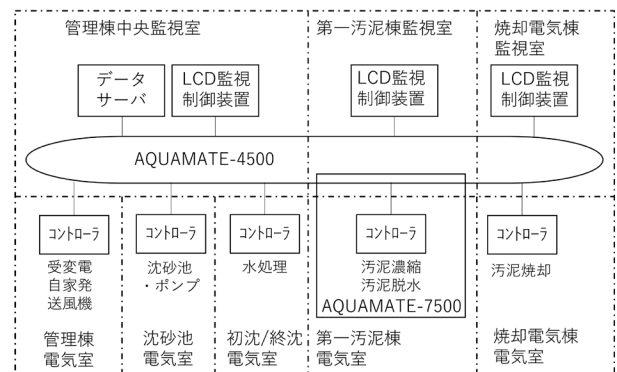 管理棟中央監視室
第一汚泥棟監視室
焼却電気棟
監視室
データ
サーバ
LCD監視
制御装置
LCD監視
制御装置
LCD監視
制御装置
AQUAMATE-4500
ｺﾝﾄﾛｰﾗ
ｺﾝﾄﾛｰﾗ
ｺﾝﾄﾛｰﾗ
ｺﾝﾄﾛｰﾗ
ｺﾝﾄﾛｰﾗ
受変電
自家発
送風機
沈砂池
・ポンプ
水処理
汚泥濃縮
汚泥脱水
AQUAMATE-7500
汚泥焼却
管理棟
電気室
沈砂池
電気室
初沈/終沈
電気室
第一汚泥棟
電気室
焼却電気棟
電気室